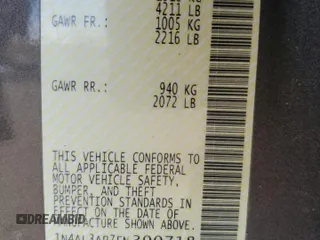 4211 LB
GAWR FR.: 1005 KG
2216 LB
GAWR RR.: 940 KG
2072 LB
THIS VEHICLE CONFORMS TO
ALL APPLICABLE FEDERAL
MOTOR VEHICLE SAFETY,
BUMPER, AND THEFT
PREVENTION STANDARDS IN
EFFECT ON THE DATE OF
MANUFACTURE SHOWN ABOVE.
DREAMBID